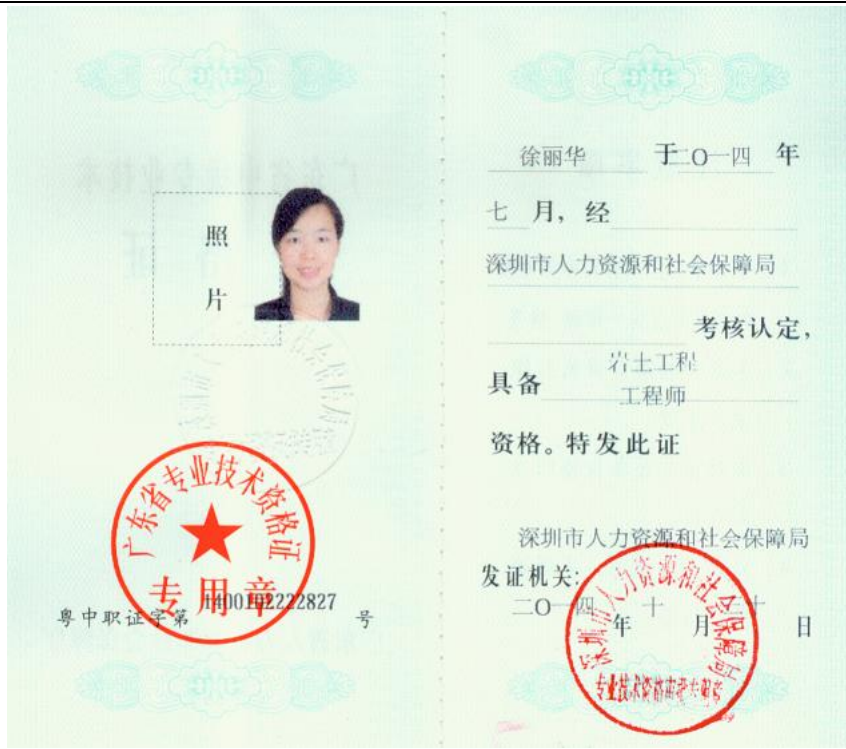 照
片
广东省专业技术资格证
专用章
粤中职证字第 1400102222827 号
徐丽华 于二O一四 年
七 月，经
深圳市人力资源和社会保障局
考核认定，
具备 岩土工程
工程师
资格。特发此证
深圳市人力资源和社会保障局
发证机关：
二O一四 年 十 月 三十 日
深圳市人力资源和社会保障局